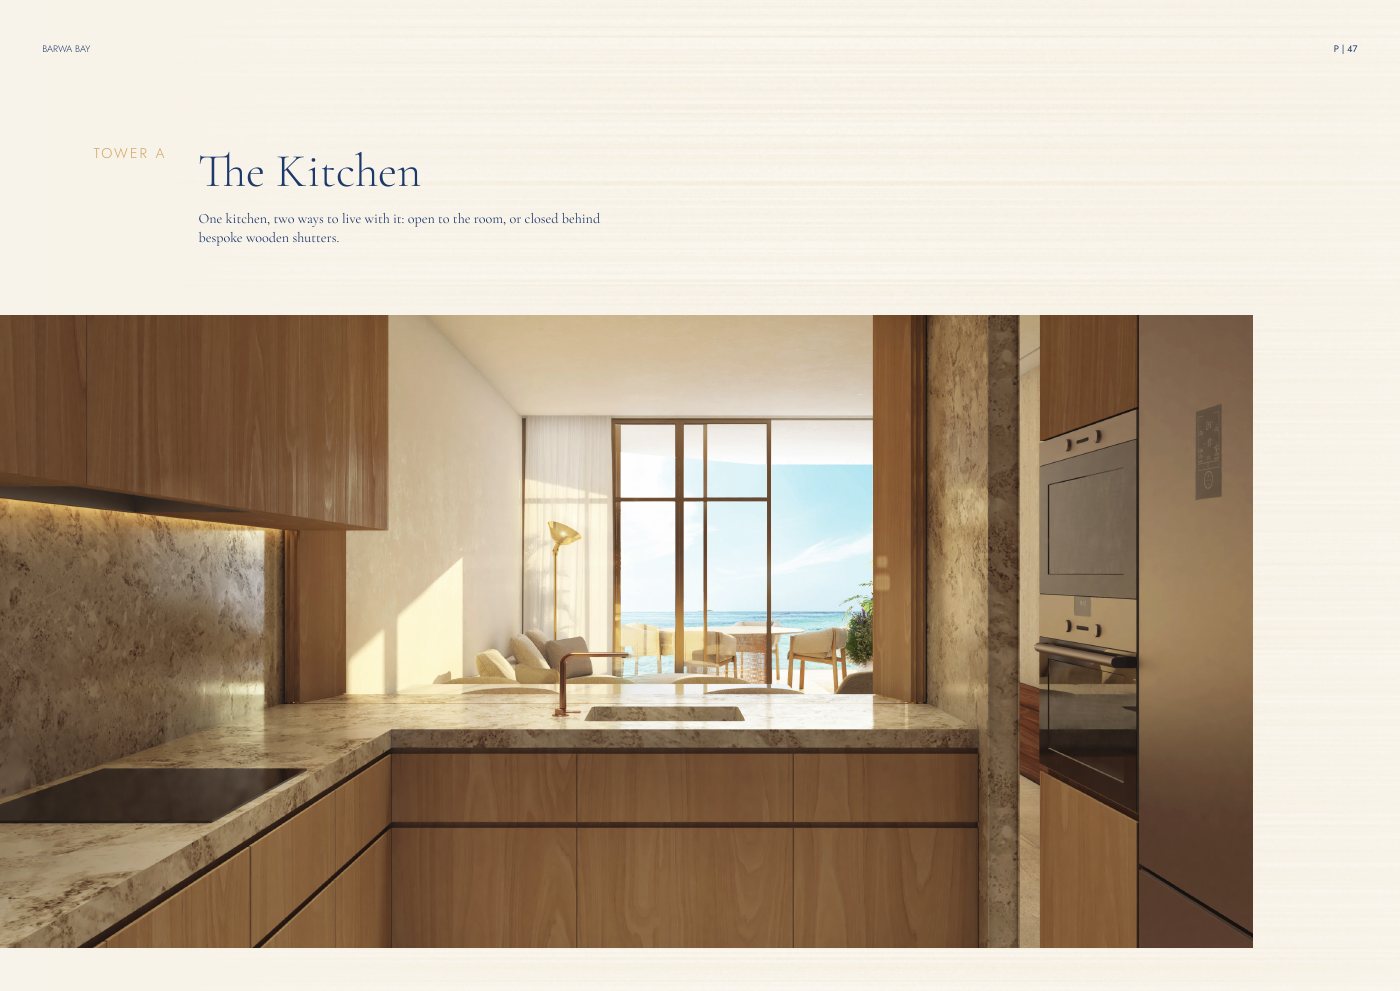 BARWA BAY
P | 47
TOWER A
The Kitchen
One kitchen, two ways to live with it: open to the room, or closed behind
bespoke wooden shutters.